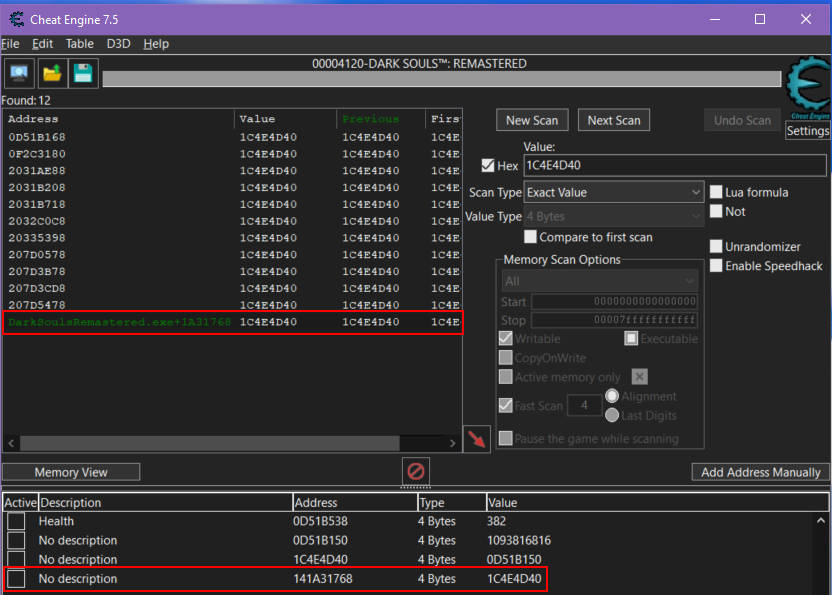 Cheat Engine 7.5
File Edit Table D3D Help
00004120-DARK SOULS™: REMASTERED
Found: 12
Address Value Previous Firs
0D51B168 1C4E4D40 1C4E4D40 1C4E
0F2C3180 1C4E4D40 1C4E4D40 1C4E
2031AE88 1C4E4D40 1C4E4D40 1C4E
2031B208 1C4E4D40 1C4E4D40 1C4E
2031B718 1C4E4D40 1C4E4D40 1C4E
2032C0C8 1C4E4D40 1C4E4D40 1C4E
20335398 1C4E4D40 1C4E4D40 1C4E
207D0578 1C4E4D40 1C4E4D40 1C4E
207D3B78 1C4E4D40 1C4E4D40 1C4E
207D3CD8 1C4E4D40 1C4E4D40 1C4E
207D5478 1C4E4D40 1C4E4D40 1C4E
DarkSoulsRemastered.exe+1A31768 1C4E4D40 1C4E4D40 1C4E
New Scan Next Scan Undo Scan
Cheat Engine
Settings
Value:
Hex 1C4E4D40
Scan Type Exact Value
Lua formula
Value Type 4 Bytes
Not
Compare to first scan
Unrandomizer
Enable Speedhack
Memory Scan Options
All
Start 0000000000000000
Stop 00007fffffffffff
Writable Executable
CopyOnWrite
Active memory only
Fast Scan 4 Alignment
Last Digits
Pause the game while scanning
Memory View
Add Address Manually
Active Description Address Type Value
Health 0D51B538 4 Bytes 382
No description 0D51B150 4 Bytes 1093816816
No description 1C4E4D40 4 Bytes 0D51B150
No description 141A31768 4 Bytes 1C4E4D40